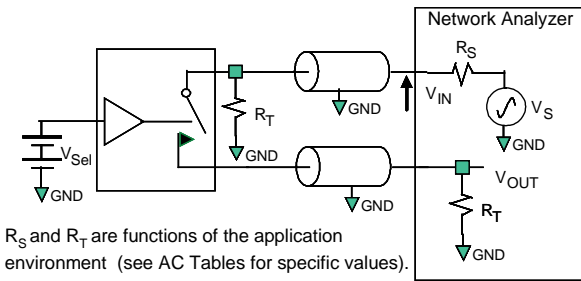 Network Analyzer
R_S
V_IN
GND
V_S
GND
R_T
GND
V_Sel
GND
GND
V_OUT
R_T
GND
R_S and R_T are functions of the application
environment (see AC Tables for specific values).